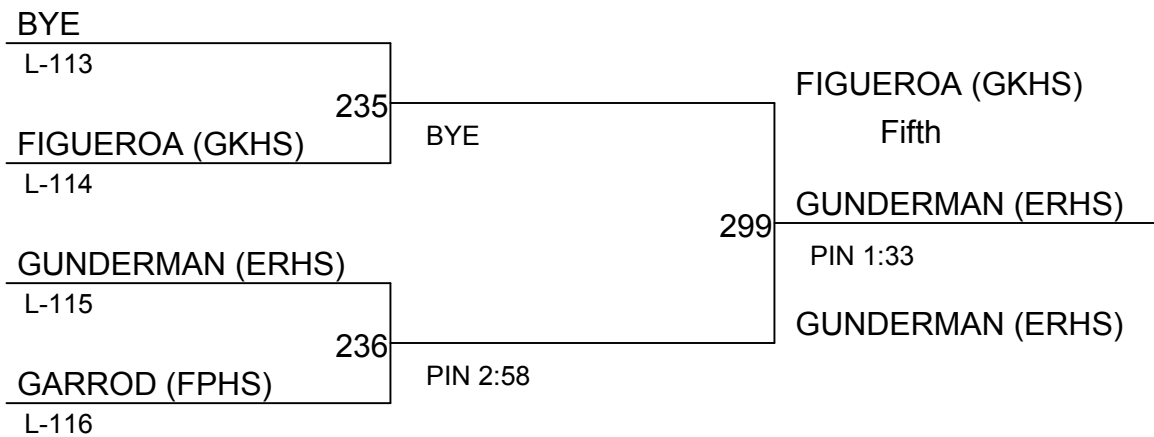 BYE
L-113
235
FIGUEROA (GKHS)
L-114
BYE
GUNDERMAN (ERHS)
L-115
236
GARROD (FPHS)
L-116
PIN 2:58
FIGUEROA (GKHS)
Fifth
299
GUNDERMAN (ERHS)
PIN 1:33
GUNDERMAN (ERHS)